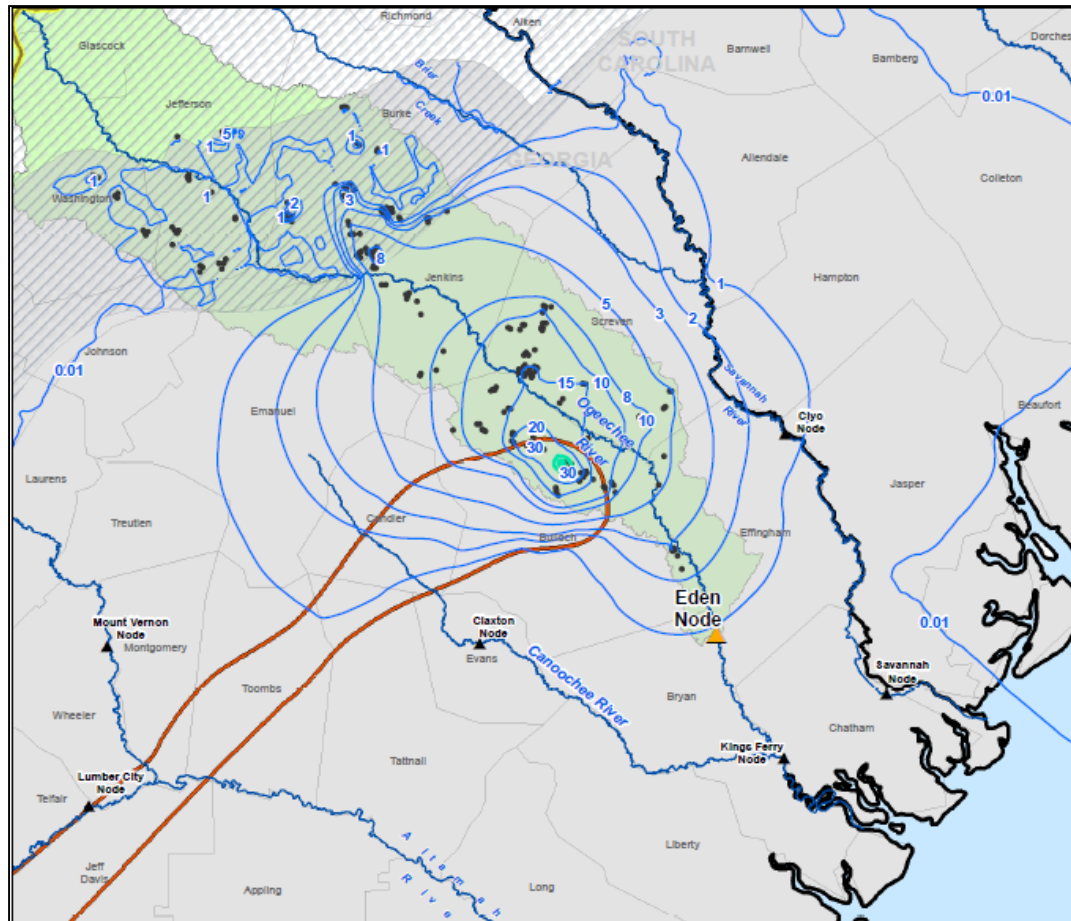 Richmond
Aiken
Glascock
SOUTH
CAROLINA
Barnwell
Dorches
Bamberg
Brier
Creek
0.01
Jefferson
Burke
5
1
1
1
GEORGIA
Allendale
Colleton
1
Washington
1
3
2
1
8
Jenkins
Hampton
1
5
3
2
Screven
Johnson
0.01
15
10
8
10
Savannah
River
Emanuel
Ogeechee
River
Beaufort
Clyo
Node
20
30
30
Laurens
Jasper
Treutlen
Candler
Bulloch
Effingham
Eden
Node
Mount Vernon
Node
Montgomery
Claxton
Node
Evans
0.01
Canoochee River
Savannah
Node
Toombs
Bryan
Wheeler
Chatham
Kings Ferry
Node
Tattnall
Lumber City
Node
Telfair
Liberty
Jeff
Davis
Appling
Long
Altamah
Rive